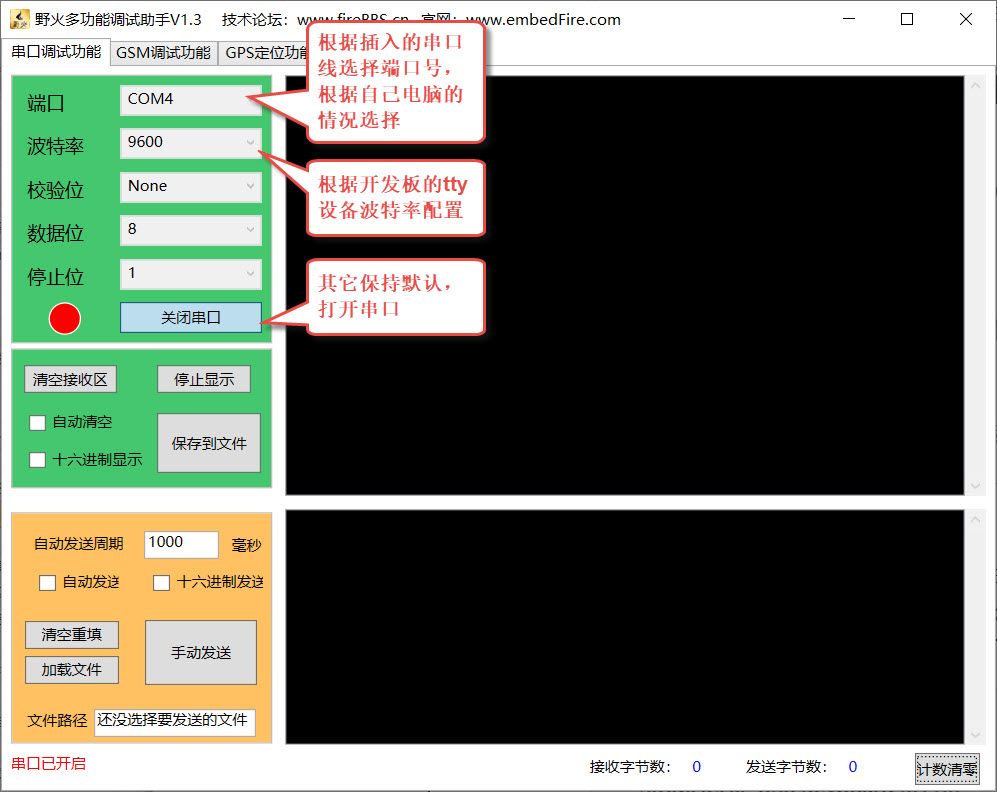 野火多功能调试助手V1.3 技术论坛：www.fireBBS.cn 官网：www.embedFire.com
串口调试功能 GSM调试功能 GPS定位功能
根据插入的串口
线选择端口号，
根据自己电脑的
情况选择
端口 COM4
波特率 9600
根据开发板的tty
设备波特率配置
校验位 None
数据位 8
停止位 1
其它保持默认，
打开串口
关闭串口
清空接收区 停止显示
自动清空
保存到文件
十六进制显示
自动发送周期 1000 毫秒
自动发送 十六进制发送
清空重填
手动发送
加载文件
文件路径 还没选择要发送的文件
串口已开启 接收字节数： 0 发送字节数： 0 计数清零